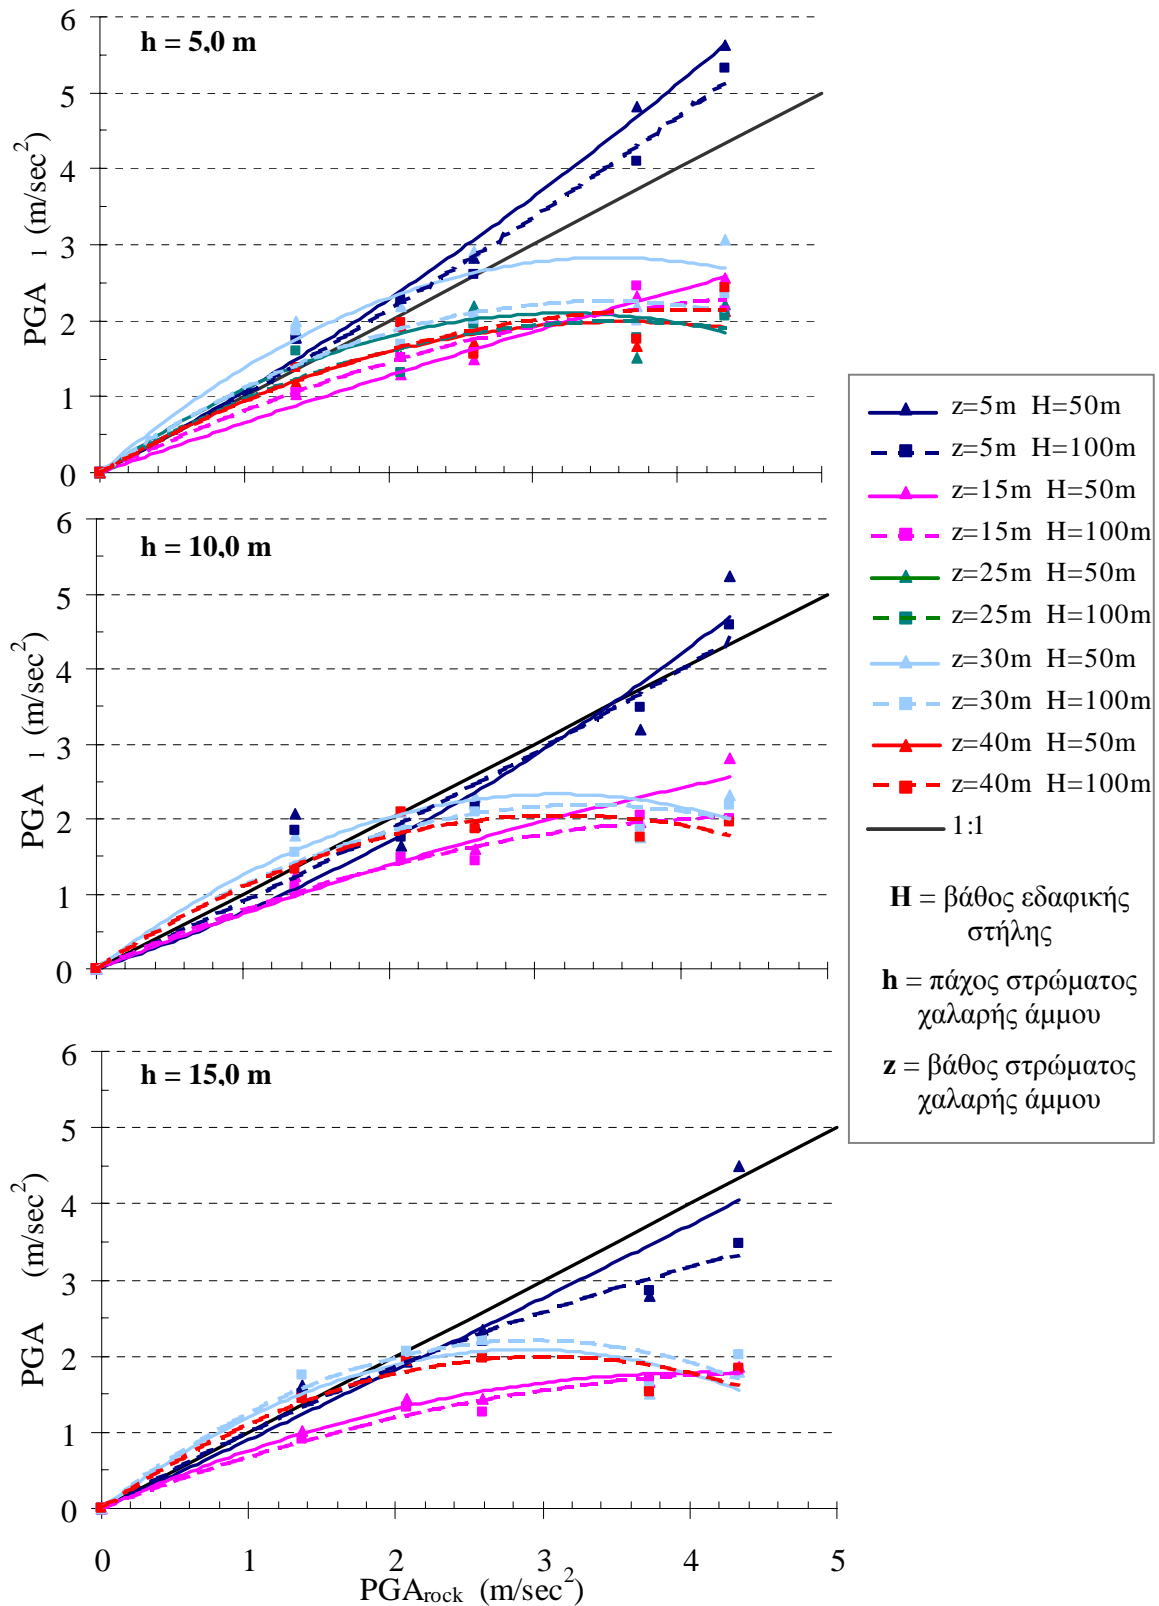 6
5
4
3
2
1
0
PGA 1 (m/sec2)
h = 5,0 m
6
5
4
3
2
1
0
PGA 1 (m/sec2)
h = 10,0 m
6
5
4
3
2
1
0
PGA (m/sec2)
h = 15,0 m
0 1 2 3 4 5
PGArock (m/sec2)
z=5m H=50m
z=5m H=100m
z=15m H=50m
z=15m H=100m
z=25m H=50m
z=25m H=100m
z=30m H=50m
z=30m H=100m
z=40m H=50m
z=40m H=100m
1:1
H = βάθος εδαφικής
στήλης
h = πάχος στρώματος
χαλαρής άμμου
z = βάθος στρώματος
χαλαρής άμμου